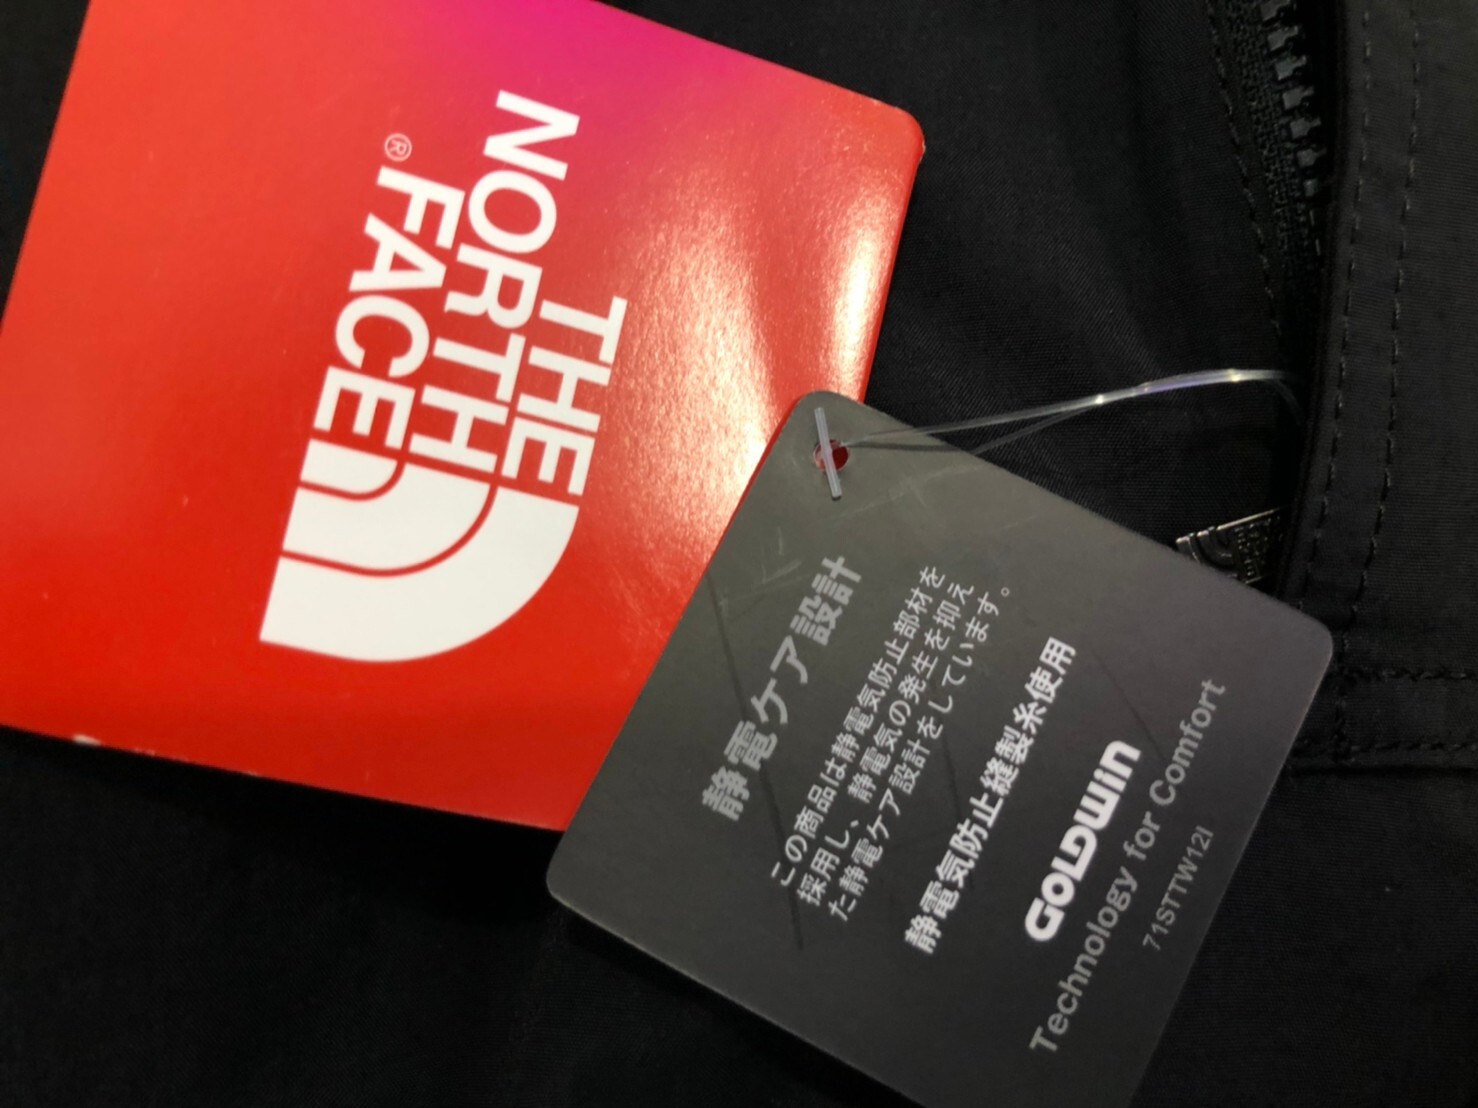 THE
NORTH
FACE
®
静電ケア設計
この商品は静電気防止部材を
採用し、静電気の発生を抑え
た静電ケア設計をしています。
静電気防止縫製糸使用
GOLDWIN
Technology for Comfort
71STTW12I